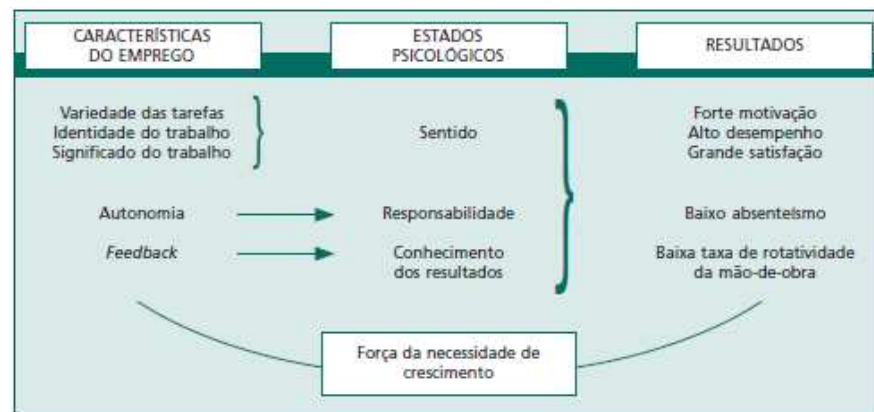 CARACTERÍSTICAS
DO EMPREGO
ESTADOS
PSICOLÓGICOS
RESULTADOS
Variedade das tarefas
Identidade do trabalho
Significado do trabalho
Sentido
Forte motivação
Alto desempenho
Grande satisfação
Autonomia
Responsabilidade
Baixo absenteísmo
Feedback
Conhecimento
dos resultados
Baixa taxa de rotatividade
da mão-de-obra
Força da necessidade de
crescimento